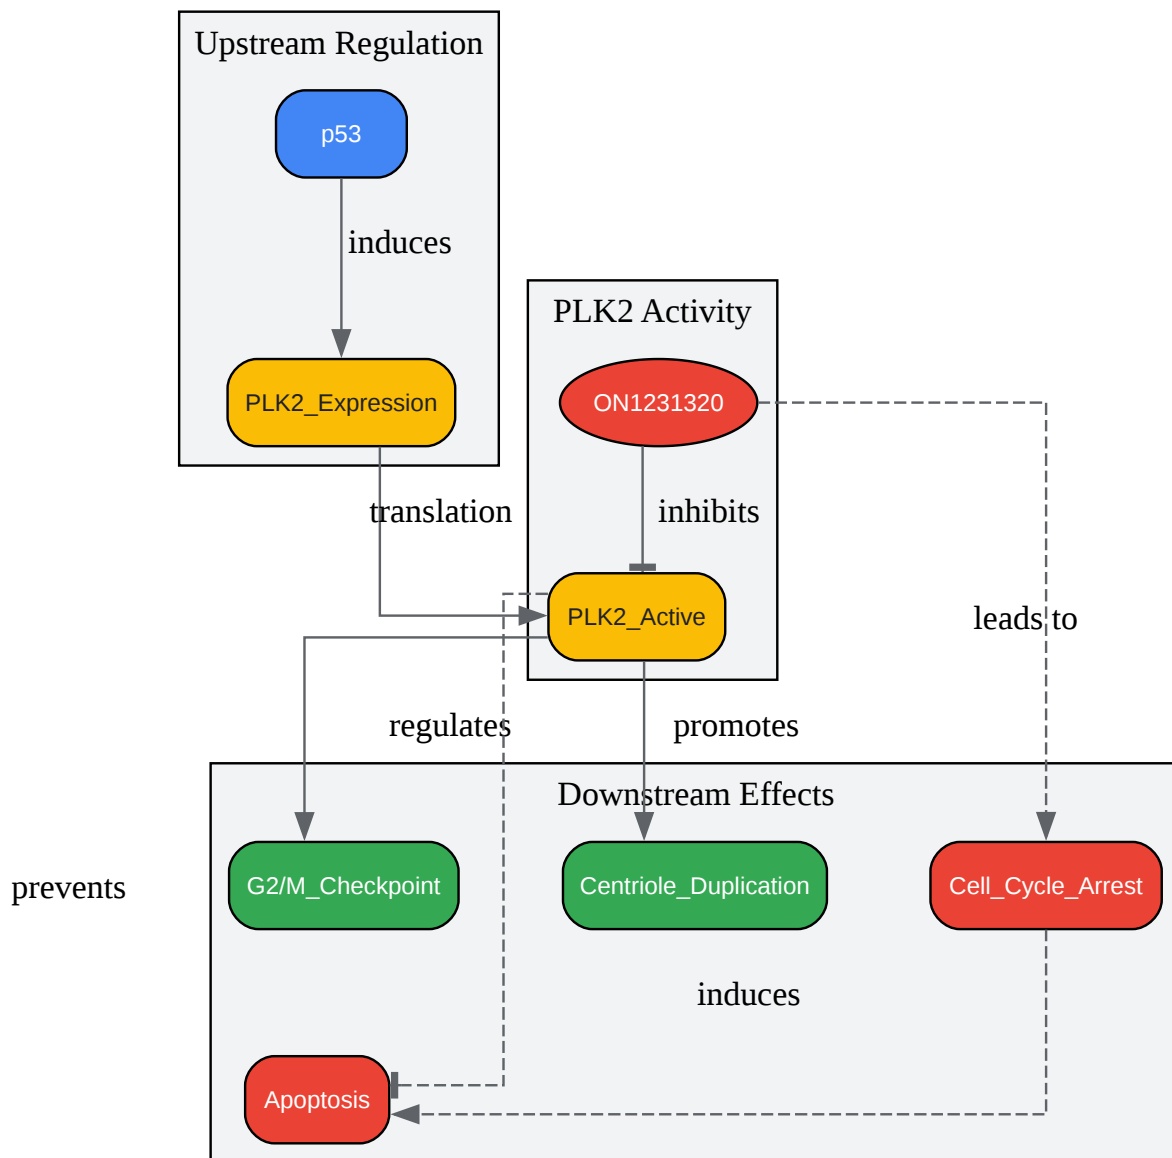 Upstream Regulation
p53
induces
PLK2 Activity
PLK2_Expression
ON1231320
translation
inhibits
PLK2_Active
leads to
regulates
promotes
Downstream Effects
prevents
G2/M_Checkpoint
Centriole_Duplication
Cell_Cycle_Arrest
induces
Apoptosis